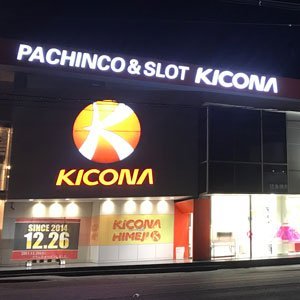 PACHINCO & SLOT KICONA
KICONA
SINCE 2014
12.26
KICONA
HIMEJI